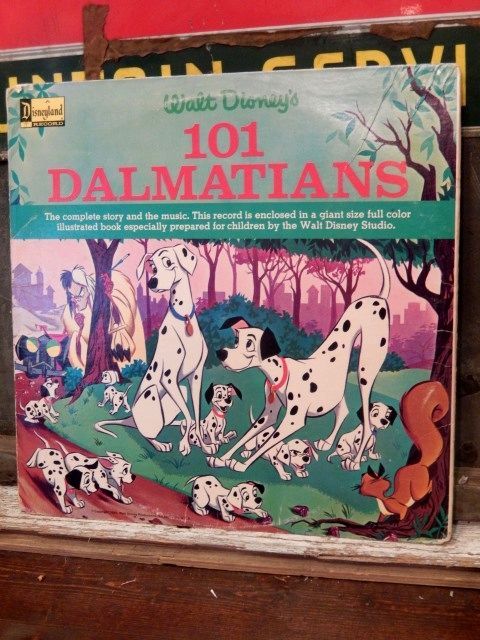 Disneyland
RECORD
Walt Disney's
101
DALMATIANS
The complete story and the music. This record is enclosed in a giant size full color
illustrated book especially prepared for children by the Walt Disney Studio.